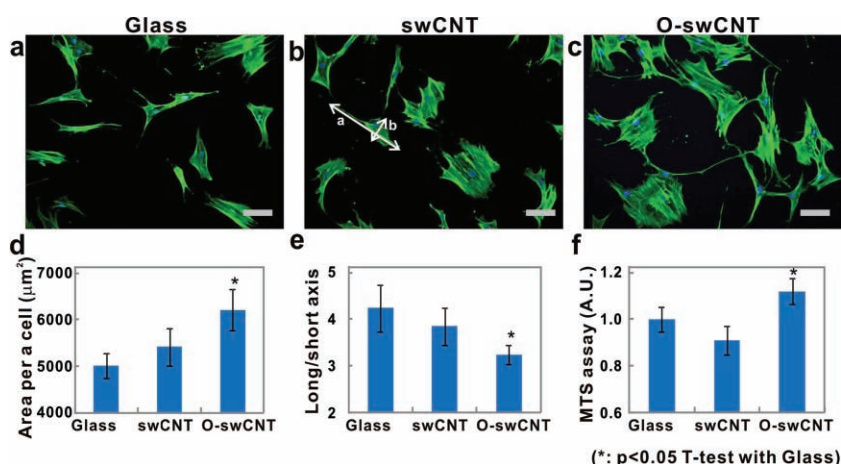 Glass
swCNT
O-swCNT
a
b
c
a
b
d
Area per a cell (μm²)
7000
6000
5000
4000
Glass
swCNT
O-swCNT
*
e
Long/short axis
5
4
3
2
Glass
swCNT
O-swCNT
*
f
MTS assay (A.U.)
1.2
1.0
0.8
0.6
Glass
swCNT
O-swCNT
*
(*: p<0.05 T-test with Glass)